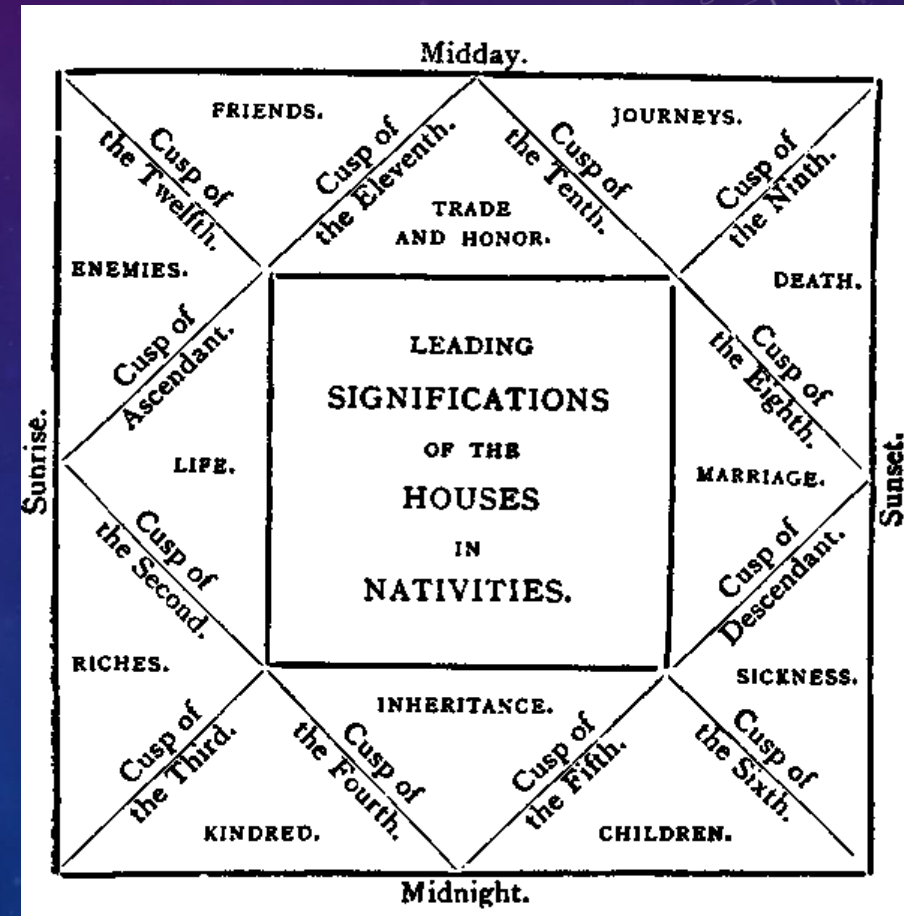 Midday.
FRIENDS.
JOURNEYS.
Cusp of
the Twelfth.
Cusp of
the Eleventh.
Cusp of
the Tenth.
Cusp of
the Ninth.
TRADE
AND HONOR.
ENEMIES.
DEATH.
Cusp of
Ascendant.
Cusp of
the Eighth.
LEADING
SIGNIFICATIONS
OF THE
HOUSES
IN
NATIVITIES.
Sunrise.
LIFE.
MARRIAGE.
Sunset.
Cusp of
the Second.
Cusp of
Descendant.
RICHES.
SICKNESS.
INHERITANCE.
Cusp of
the Third.
Cusp of
the Fourth.
Cusp of
the Fifth.
Cusp of
the Sixth.
KINDRED.
CHILDREN.
Midnight.